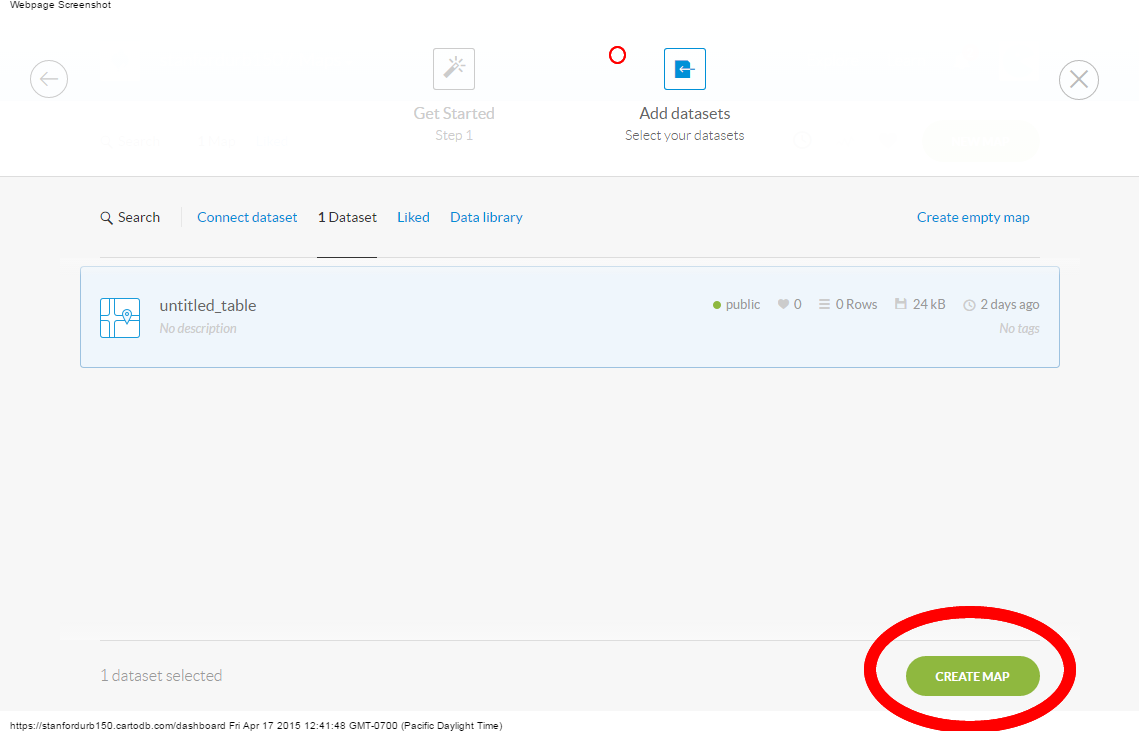 Webpage Screenshot
Get Started
Step 1
Add datasets
Select your datasets
Search Connect dataset 1 Dataset Liked Data library Create empty map
untitled_table public 0 0 Rows 24 kB 2 days ago
No description No tags
1 dataset selected CREATE MAP
https://stanfordurb150.cartodb.com/dashboard Fri Apr 17 2015 12:41:48 GMT-0700 (Pacific Daylight Time)